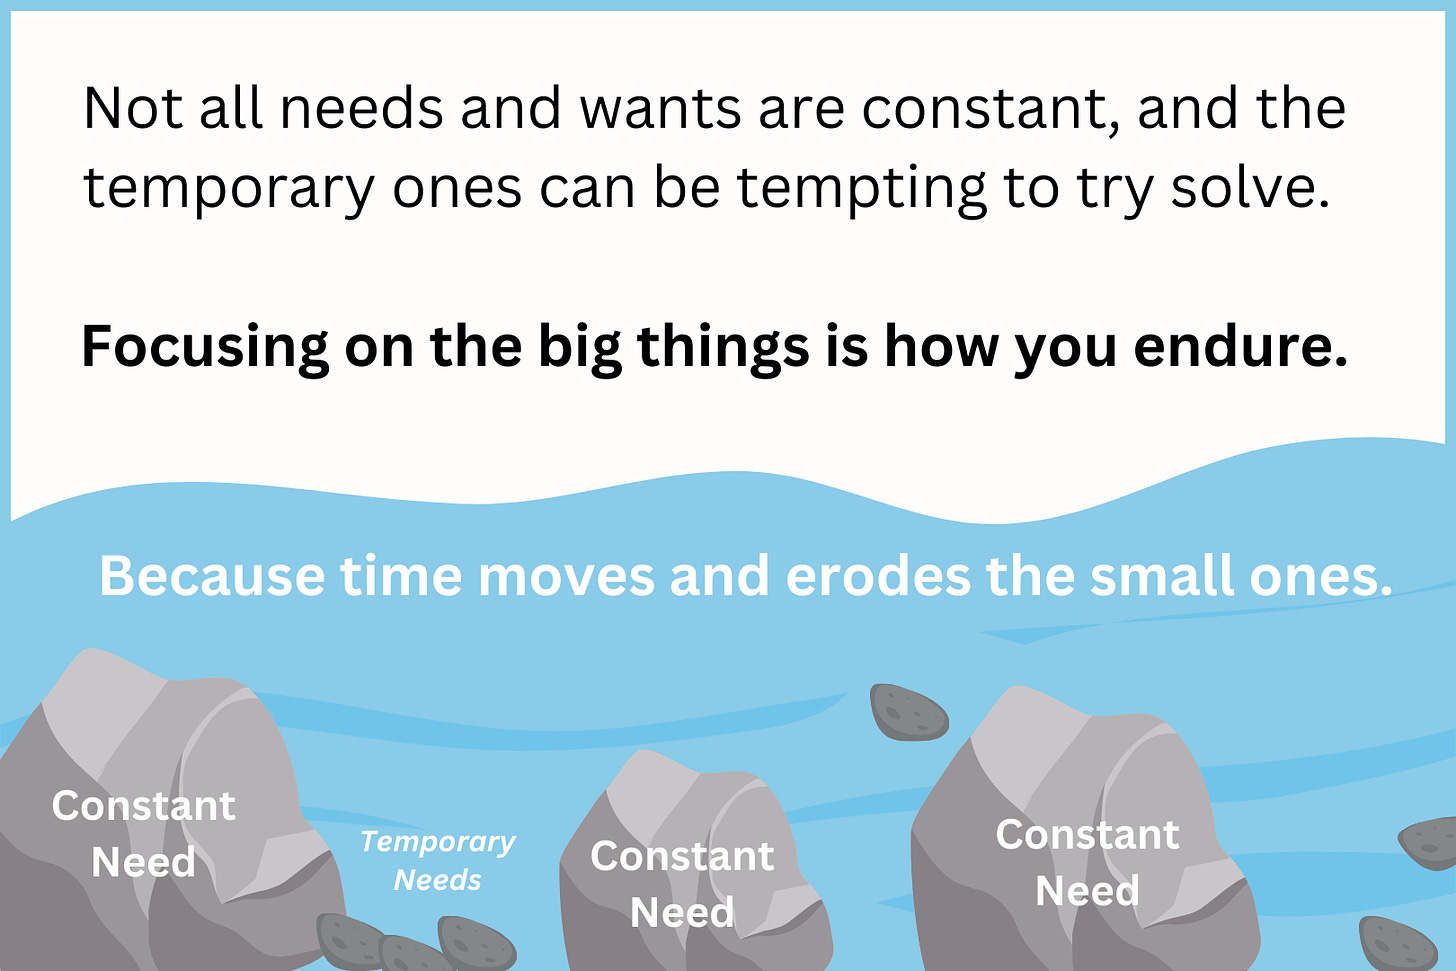 Not all needs and wants are constant, and the
temporary ones can be tempting to try solve.
Focusing on the big things is how you endure.
Because time moves and erodes the small ones.
Constant
Need
Temporary
Needs
Constant
Need
Constant
Need